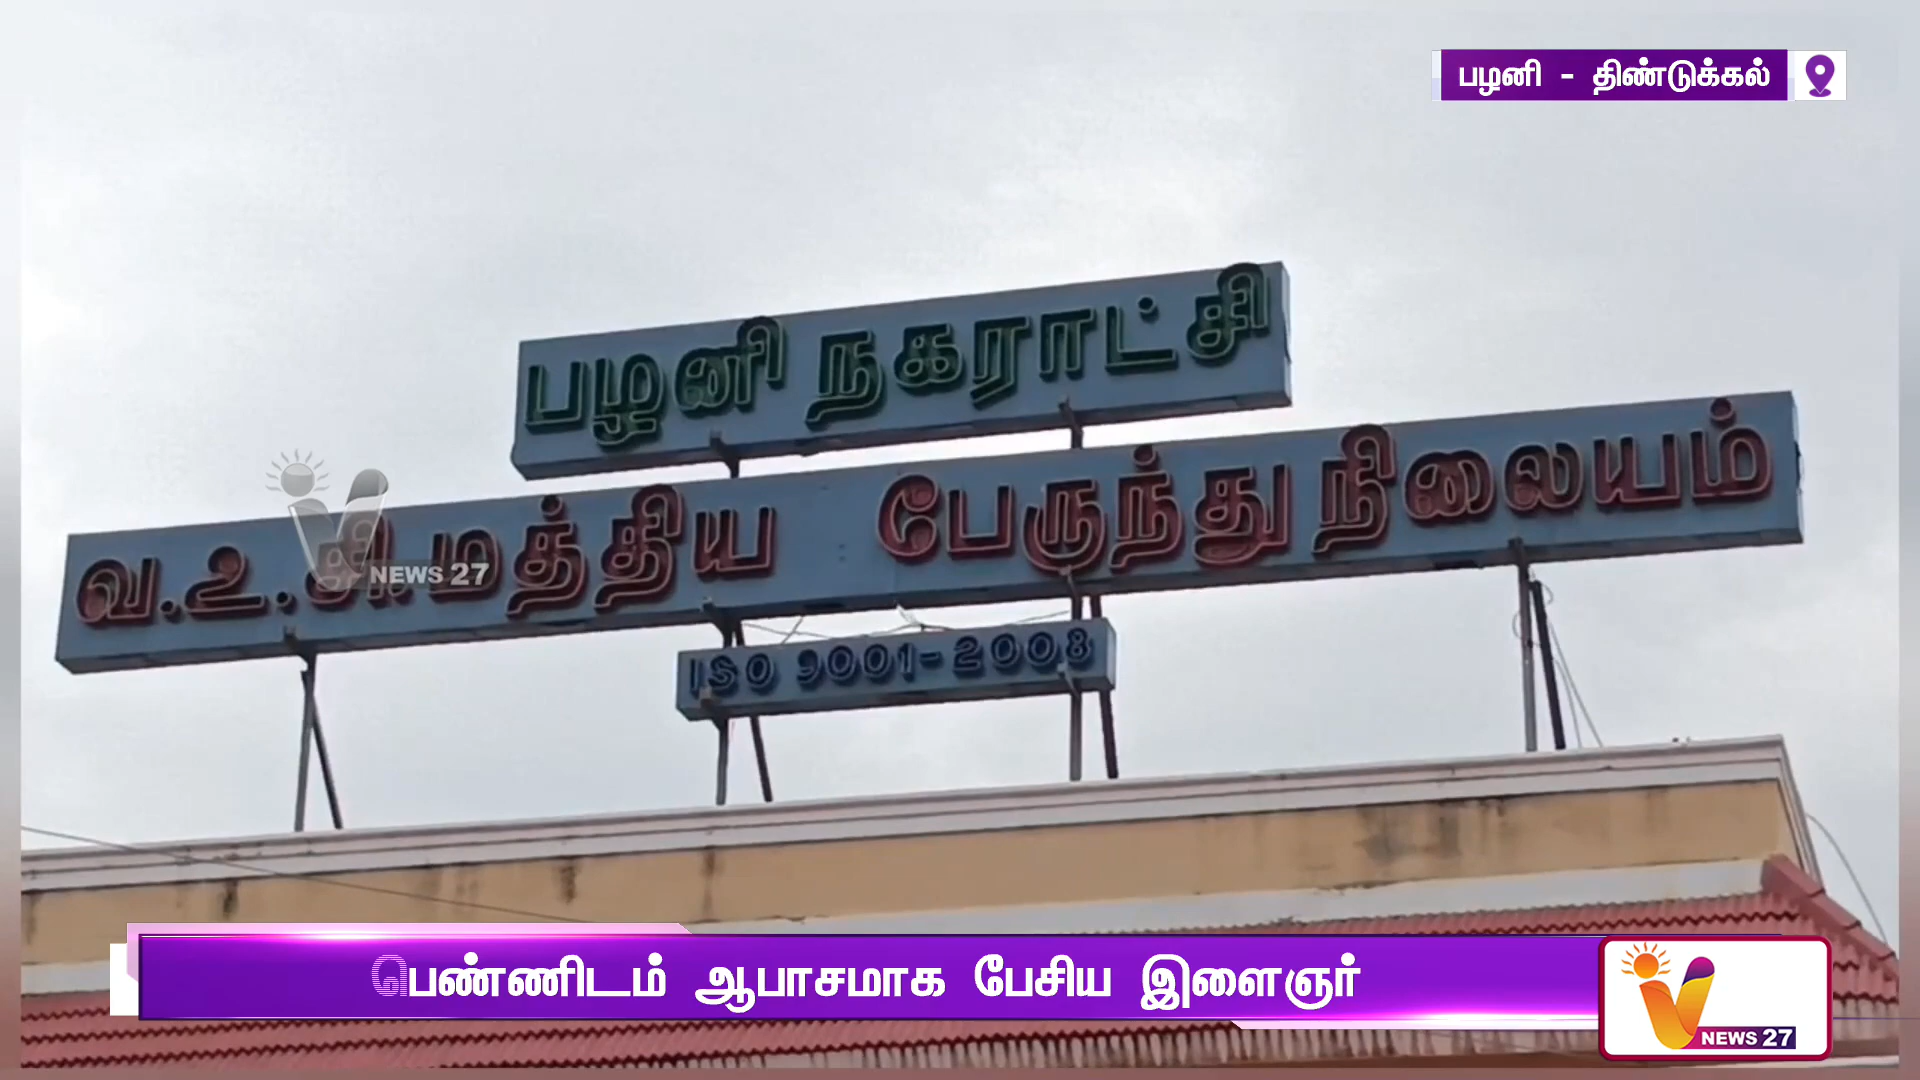 பழனி - திண்டுக்கல்
பழனி நகராட்சி
வ.உ.சி.மத்திய பேருந்து நிலையம்
NEWS 27
ISO 9001-2008
பெண்ணிடம் ஆபாசமாக பேசிய இளைஞர்
NEWS 27